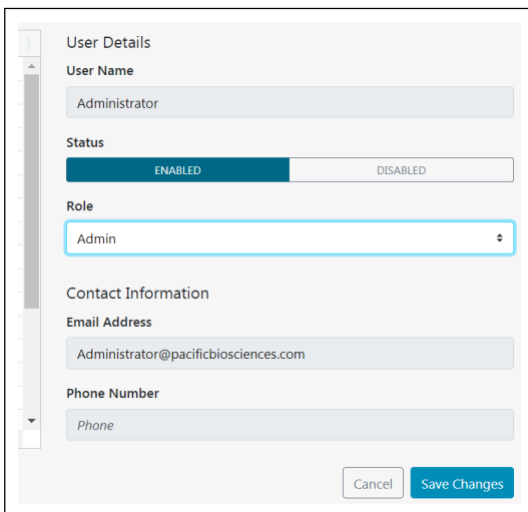 User Details
User Name
Administrator
Status
ENABLED DISABLED
Role
Admin
Contact Information
Email Address
Administrator@pacificbiosciences.com
Phone Number
Phone
Cancel Save Changes